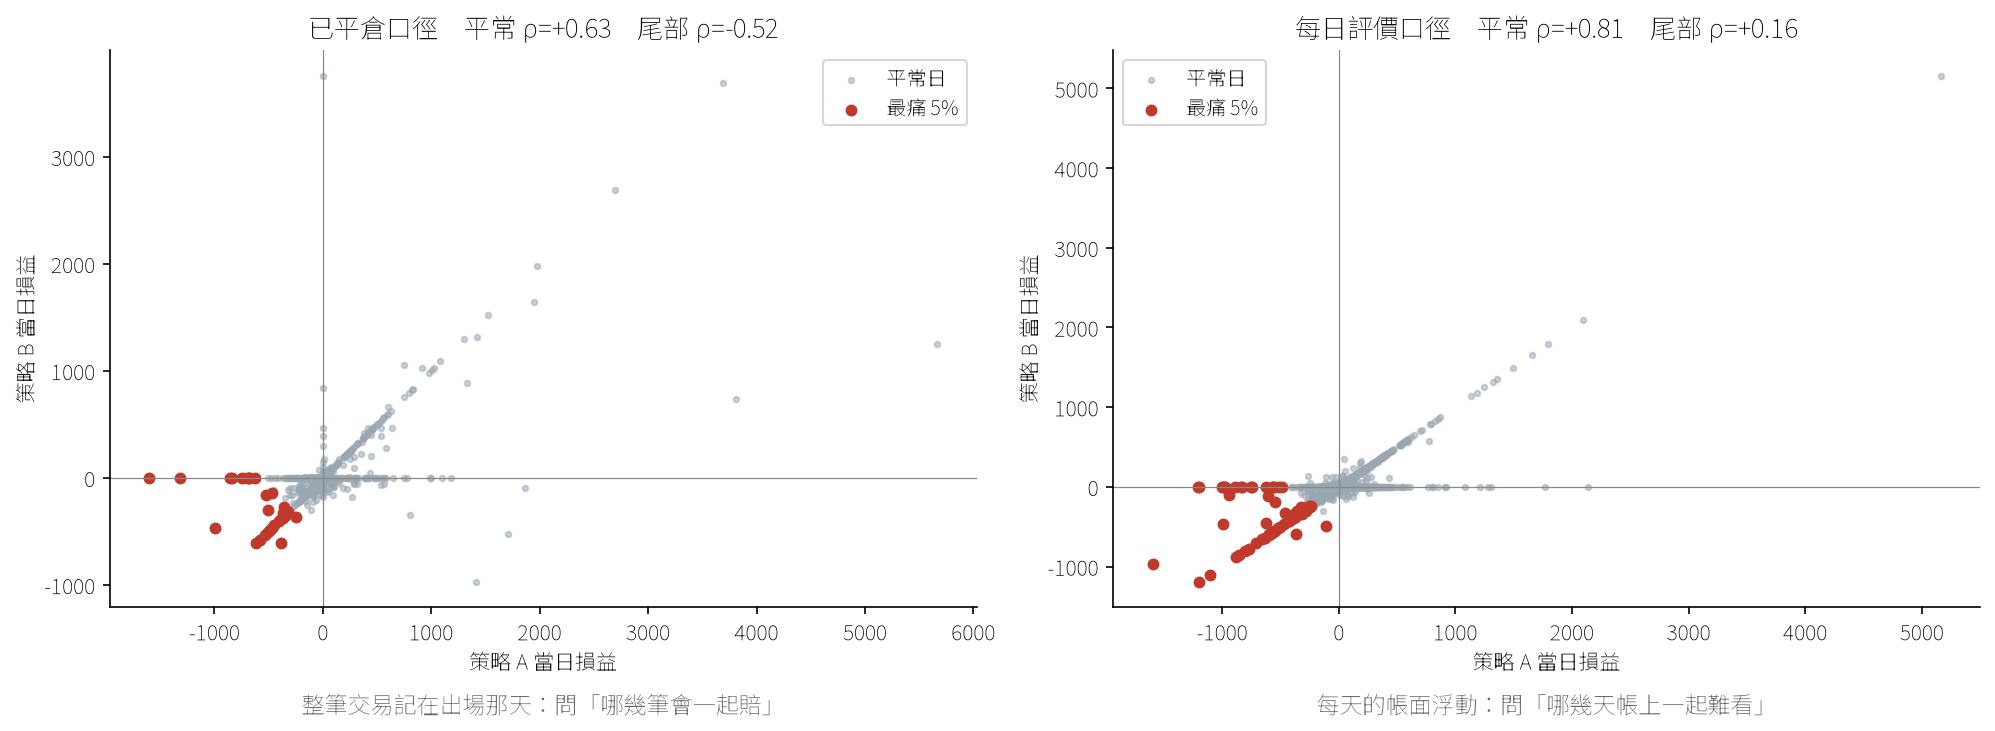 已平倉口徑　平常 ρ=+0.63　尾部 ρ=-0.52
平常日
最痛 5%
策略 B 當日損益
3000
2000
1000
0
-1000
-1000
0
1000
2000
3000
4000
5000
6000
策略 A 當日損益
整筆交易記在出場那天：問「哪幾筆會一起賠」
每日評價口徑　平常 ρ=+0.81　尾部 ρ=+0.16
平常日
最痛 5%
策略 B 當日損益
5000
4000
3000
2000
1000
0
-1000
-1000
0
1000
2000
3000
4000
5000
策略 A 當日損益
每天的帳面浮動：問「哪幾天帳上一起難看」